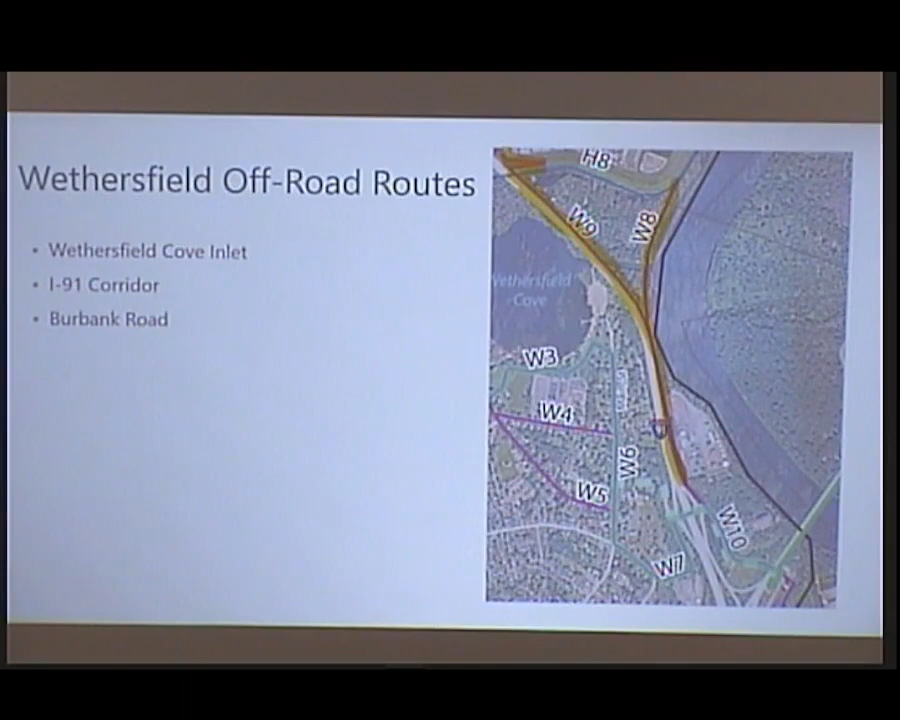 Wethersfield Off-Road Routes
• Wethersfield Cove Inlet
• I-91 Corridor
• Burbank Road
H8
W9
W8
Wethersfield
Cove
W3
W4
W6
W5
W10
W7